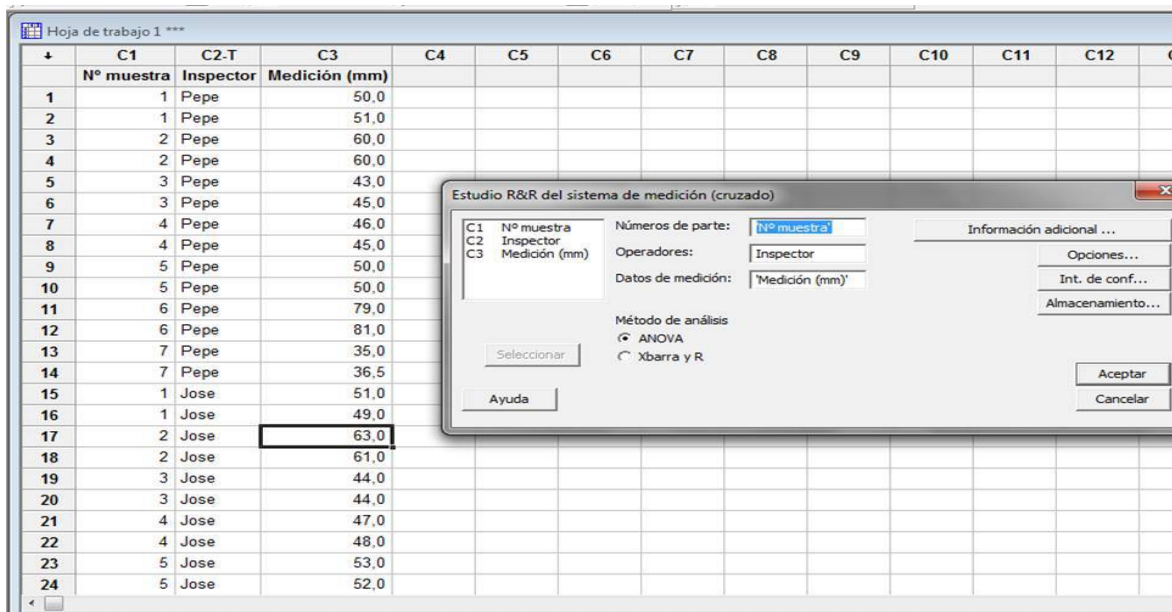 Hoja de trabajo 1 ***
↓ C1 C2-T C3 C4 C5 C6 C7 C8 C9 C10 C11 C12
Nº muestra Inspector Medición (mm)
1 1 Pepe 50,0
2 1 Pepe 51,0
3 2 Pepe 60,0
4 2 Pepe 60,0
5 3 Pepe 43,0
6 3 Pepe 45,0
7 4 Pepe 46,0
8 4 Pepe 45,0
9 5 Pepe 50,0
10 5 Pepe 50,0
11 6 Pepe 79,0
12 6 Pepe 81,0
13 7 Pepe 35,0
14 7 Pepe 36,5
15 1 Jose 51,0
16 1 Jose 49,0
17 2 Jose 63,0
18 2 Jose 61,0
19 3 Jose 44,0
20 3 Jose 44,0
21 4 Jose 47,0
22 4 Jose 48,0
23 5 Jose 53,0
24 5 Jose 52,0
Estudio R&R del sistema de medición (cruzado)
C1 Nº muestra
C2 Inspector
C3 Medición (mm)
Números de parte: 'Nº muestra'
Operadores: Inspector
Datos de medición: 'Medición (mm)'
Método de análisis
ANOVA
Xbarra y R
Información adicional ...
Opciones...
Int. de conf...
Almacenamiento...
Seleccionar
Aceptar
Ayuda
Cancelar